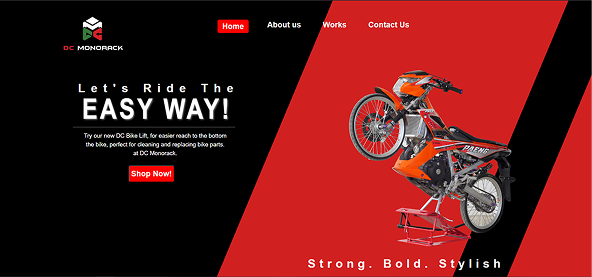 DC MONORACK
Home
About us
Works
Contact Us
Let's Ride The
EASY WAY!
Try our new DC Bike Lift, for easier reach to the bottom
the bike, perfect for cleaning and replacing bike parts.
at DC Monorack.
Shop Now!
DAENG
Strong. Bold. Stylish